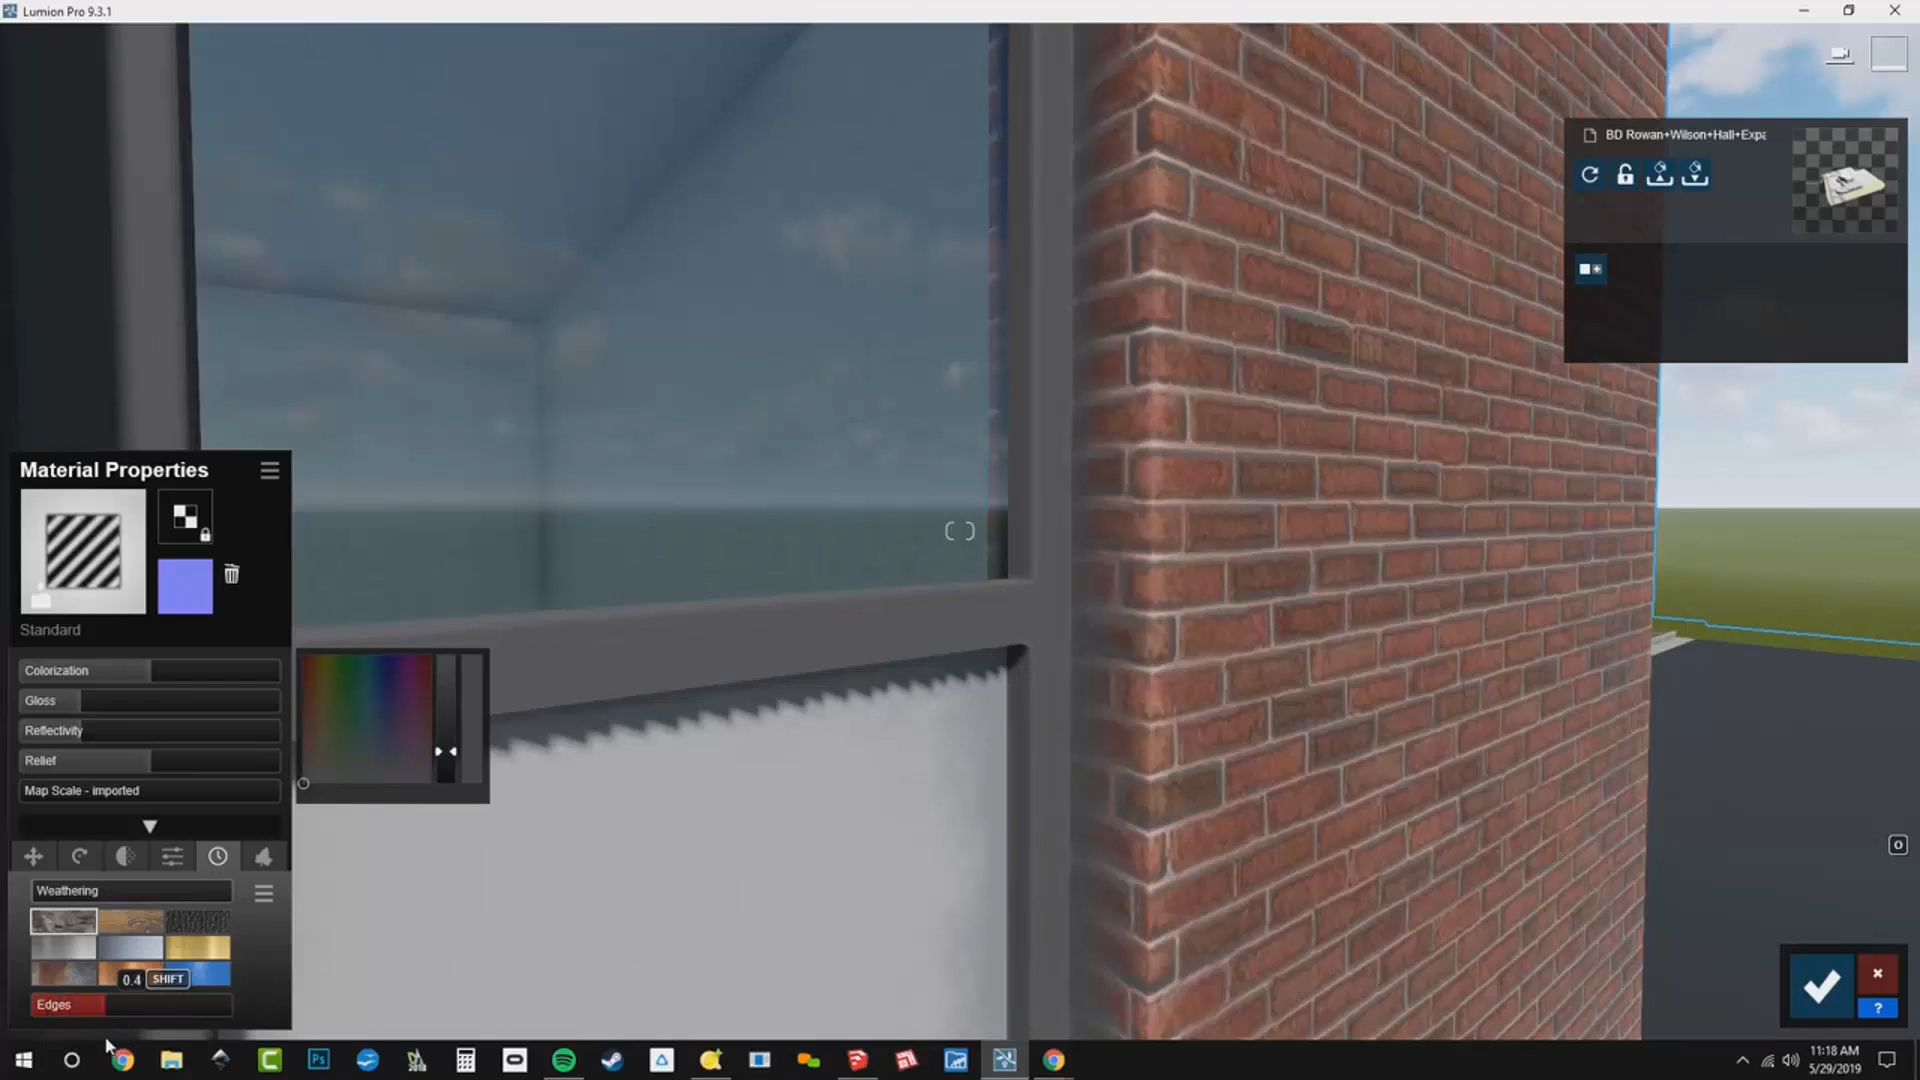 Lumion Pro 9.3.1
BD Rowan+Wilson+Hall+Expa
Material Properties
Standard
Colorization
Gloss
Reflectivity
Relief
Map Scale - imported
Weathering
0.4 SHIFT
Edges
?
Ps
11:18 AM
5/29/2019